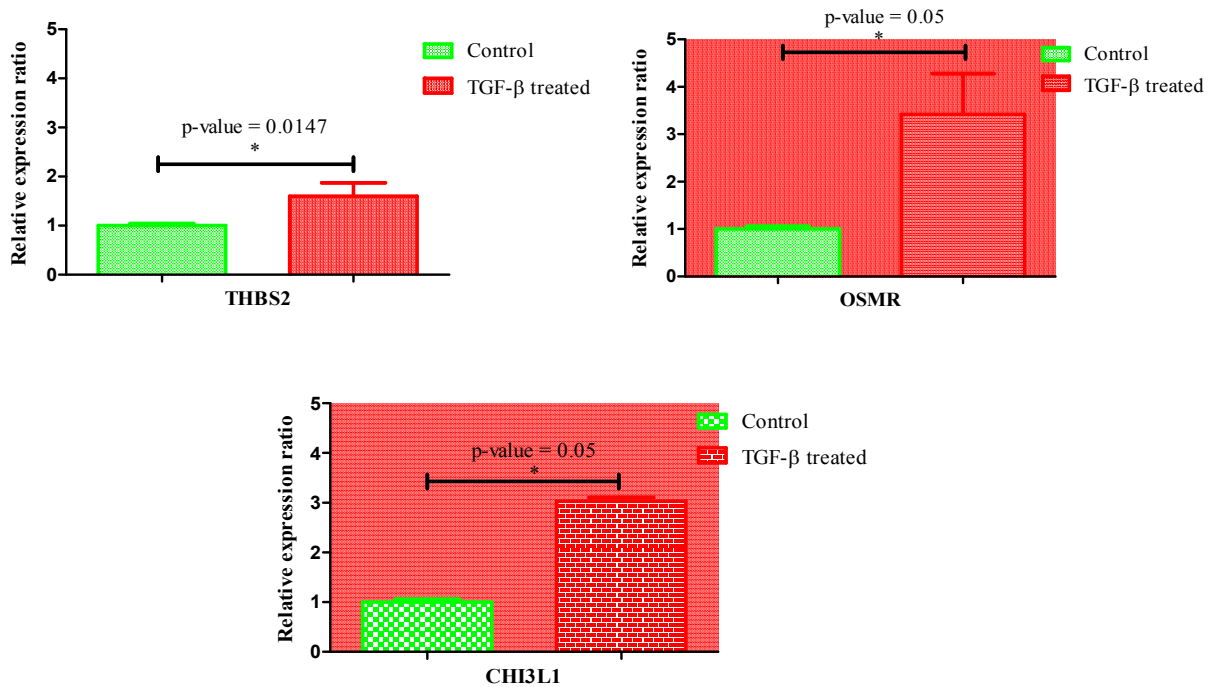 Relative expression ratio
5
4
3
2
1
0
p-value = 0.0147
*
THBS2
Control
TGF-β treated
Relative expression ratio
5
4
3
2
1
0
p-value = 0.05
*
OSMR
Control
TGF-β treated
Relative expression ratio
5
4
3
2
1
0
p-value = 0.05
*
CHI3L1
Control
TGF-β treated